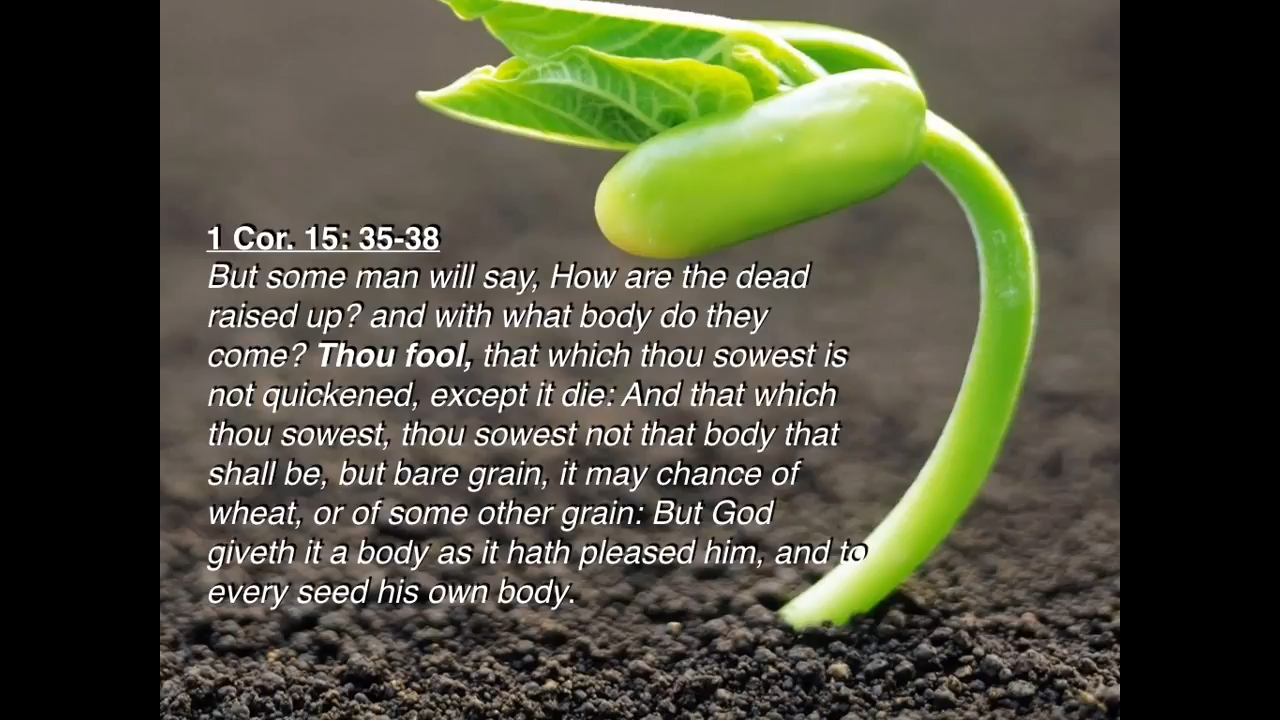 1 Cor. 15: 35-38
But some man will say, How are the dead
raised up? and with what body do they
come? Thou fool, that which thou sowest is
not quickened, except it die: And that which
thou sowest, thou sowest not that body that
shall be, but bare grain, it may chance of
wheat, or of some other grain: But God
giveth it a body as it hath pleased him, and to
every seed his own body.